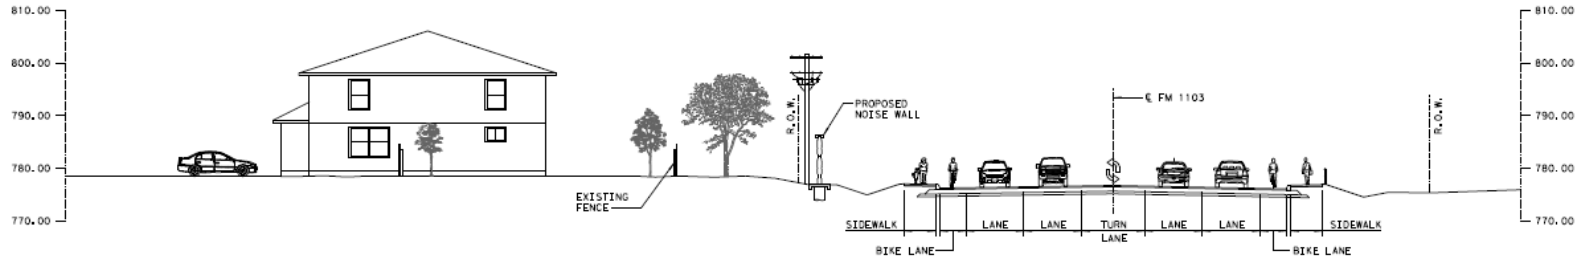 810.00
800.00
790.00
780.00
770.00
EXISTING
FENCE
R.O.W.
PROPOSED
NOISE WALL
℄ FM 1103
R.O.W.
810.00
800.00
790.00
780.00
770.00
SIDEWALK
BIKE LANE
LANE
LANE
TURN
LANE
LANE
LANE
BIKE LANE
SIDEWALK